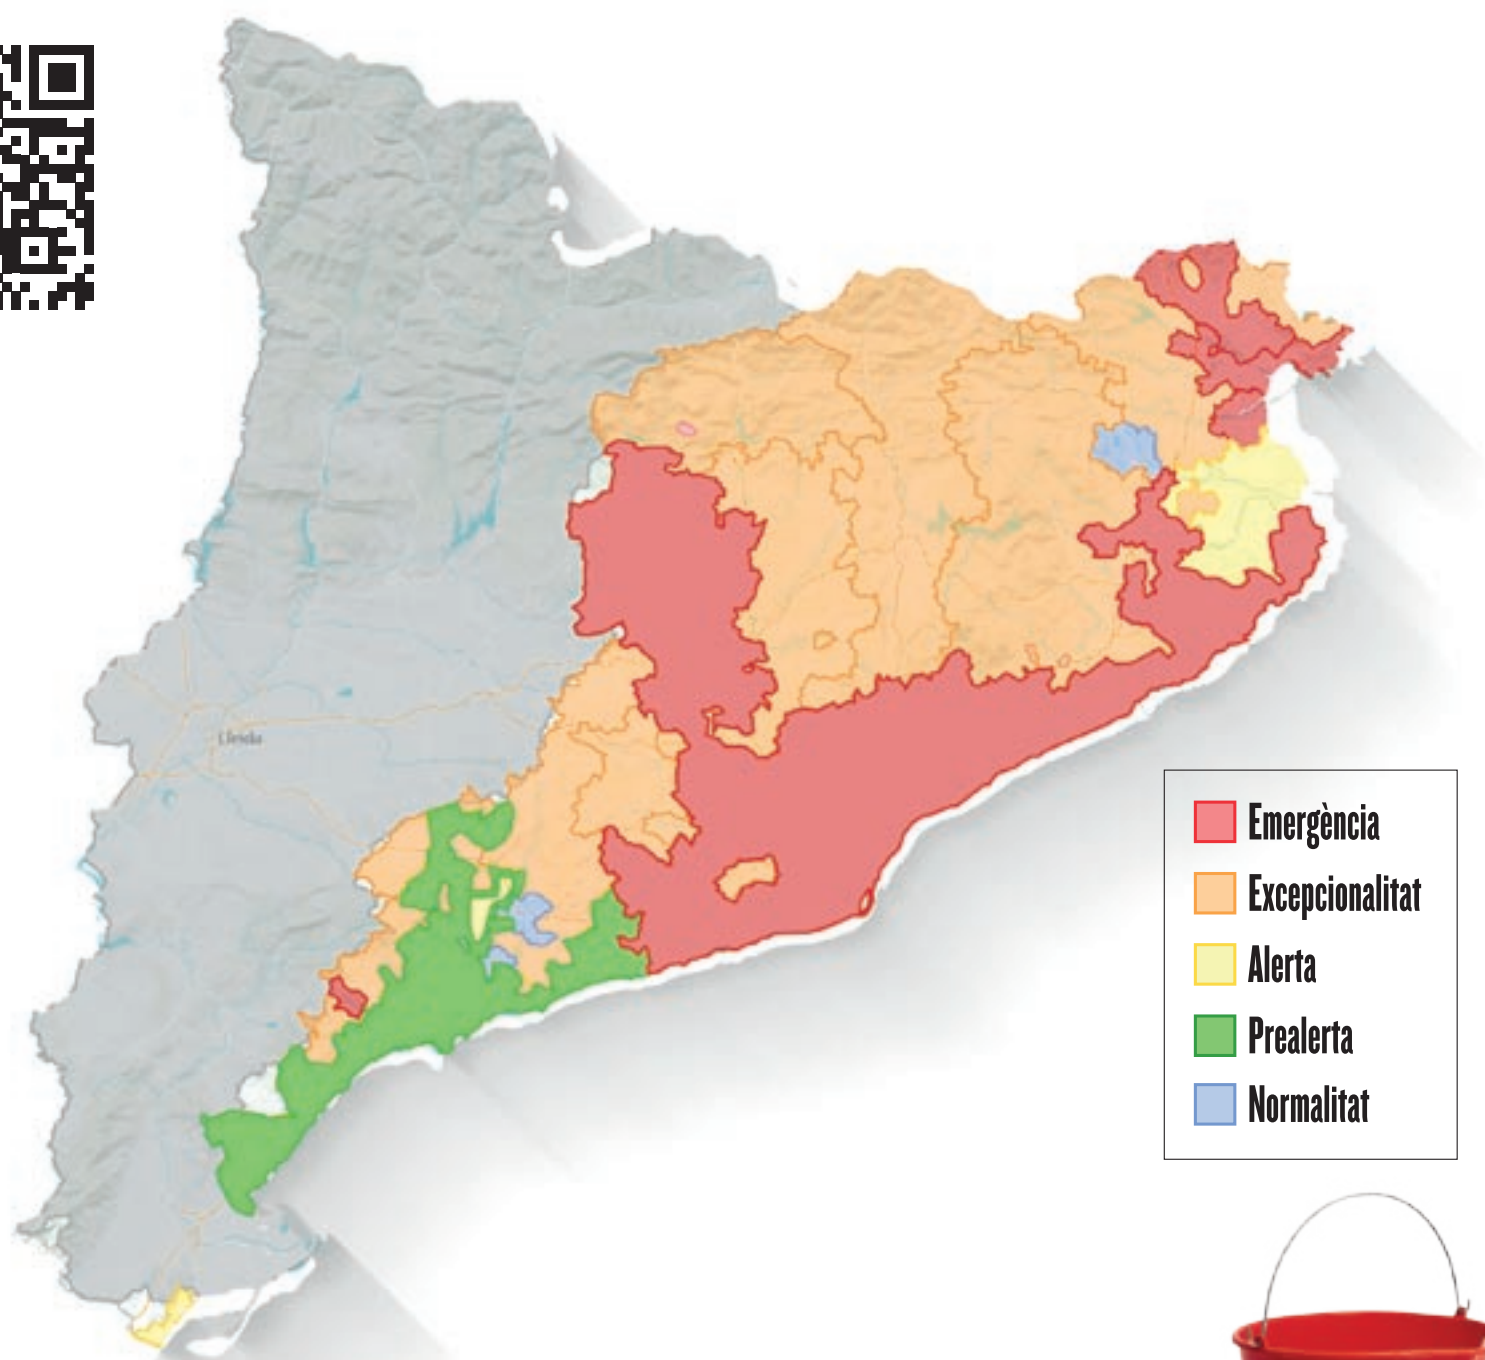 Lleida
Emergència
Excepcionalitat
Alerta
Prealerta
Normalitat